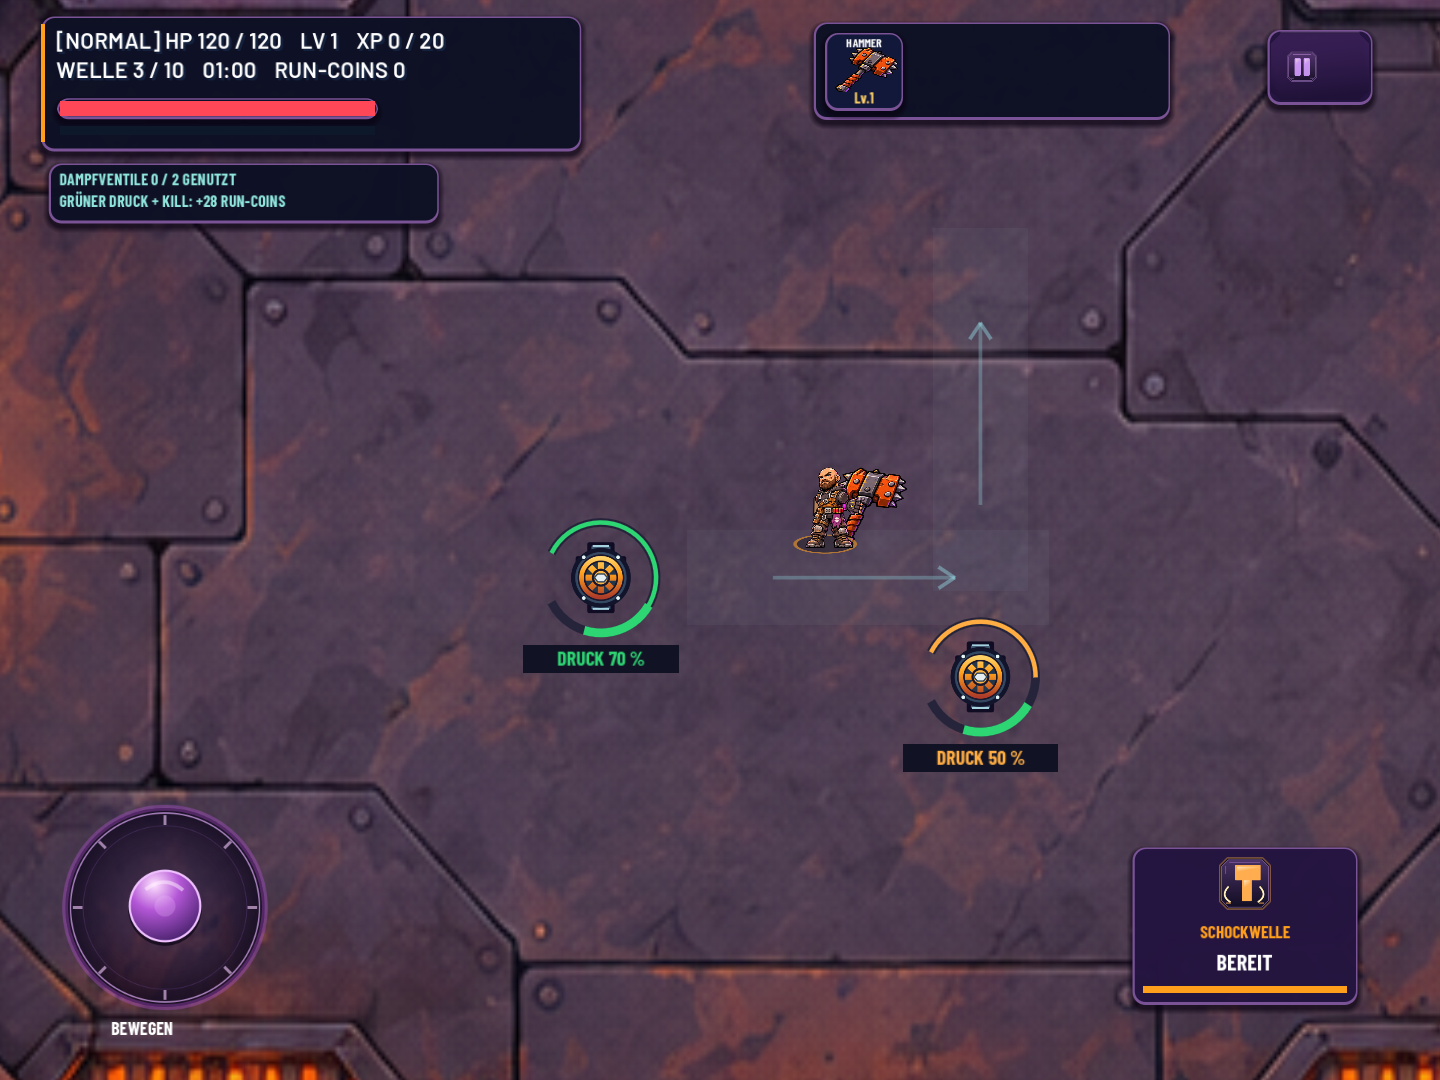 [NORMAL] HP 120 / 120 LV 1 XP 0 / 20
WELLE 3 / 10 01:00 RUN-COINS 0
HAMMER
Lv.1
DAMPFVENTILE 0 / 2 GENUTZT
GRÜNER DRUCK + KILL: +28 RUN-COINS
DRUCK 70 %
DRUCK 50 %
SCHOCKWELLE
BEREIT
BEWEGEN